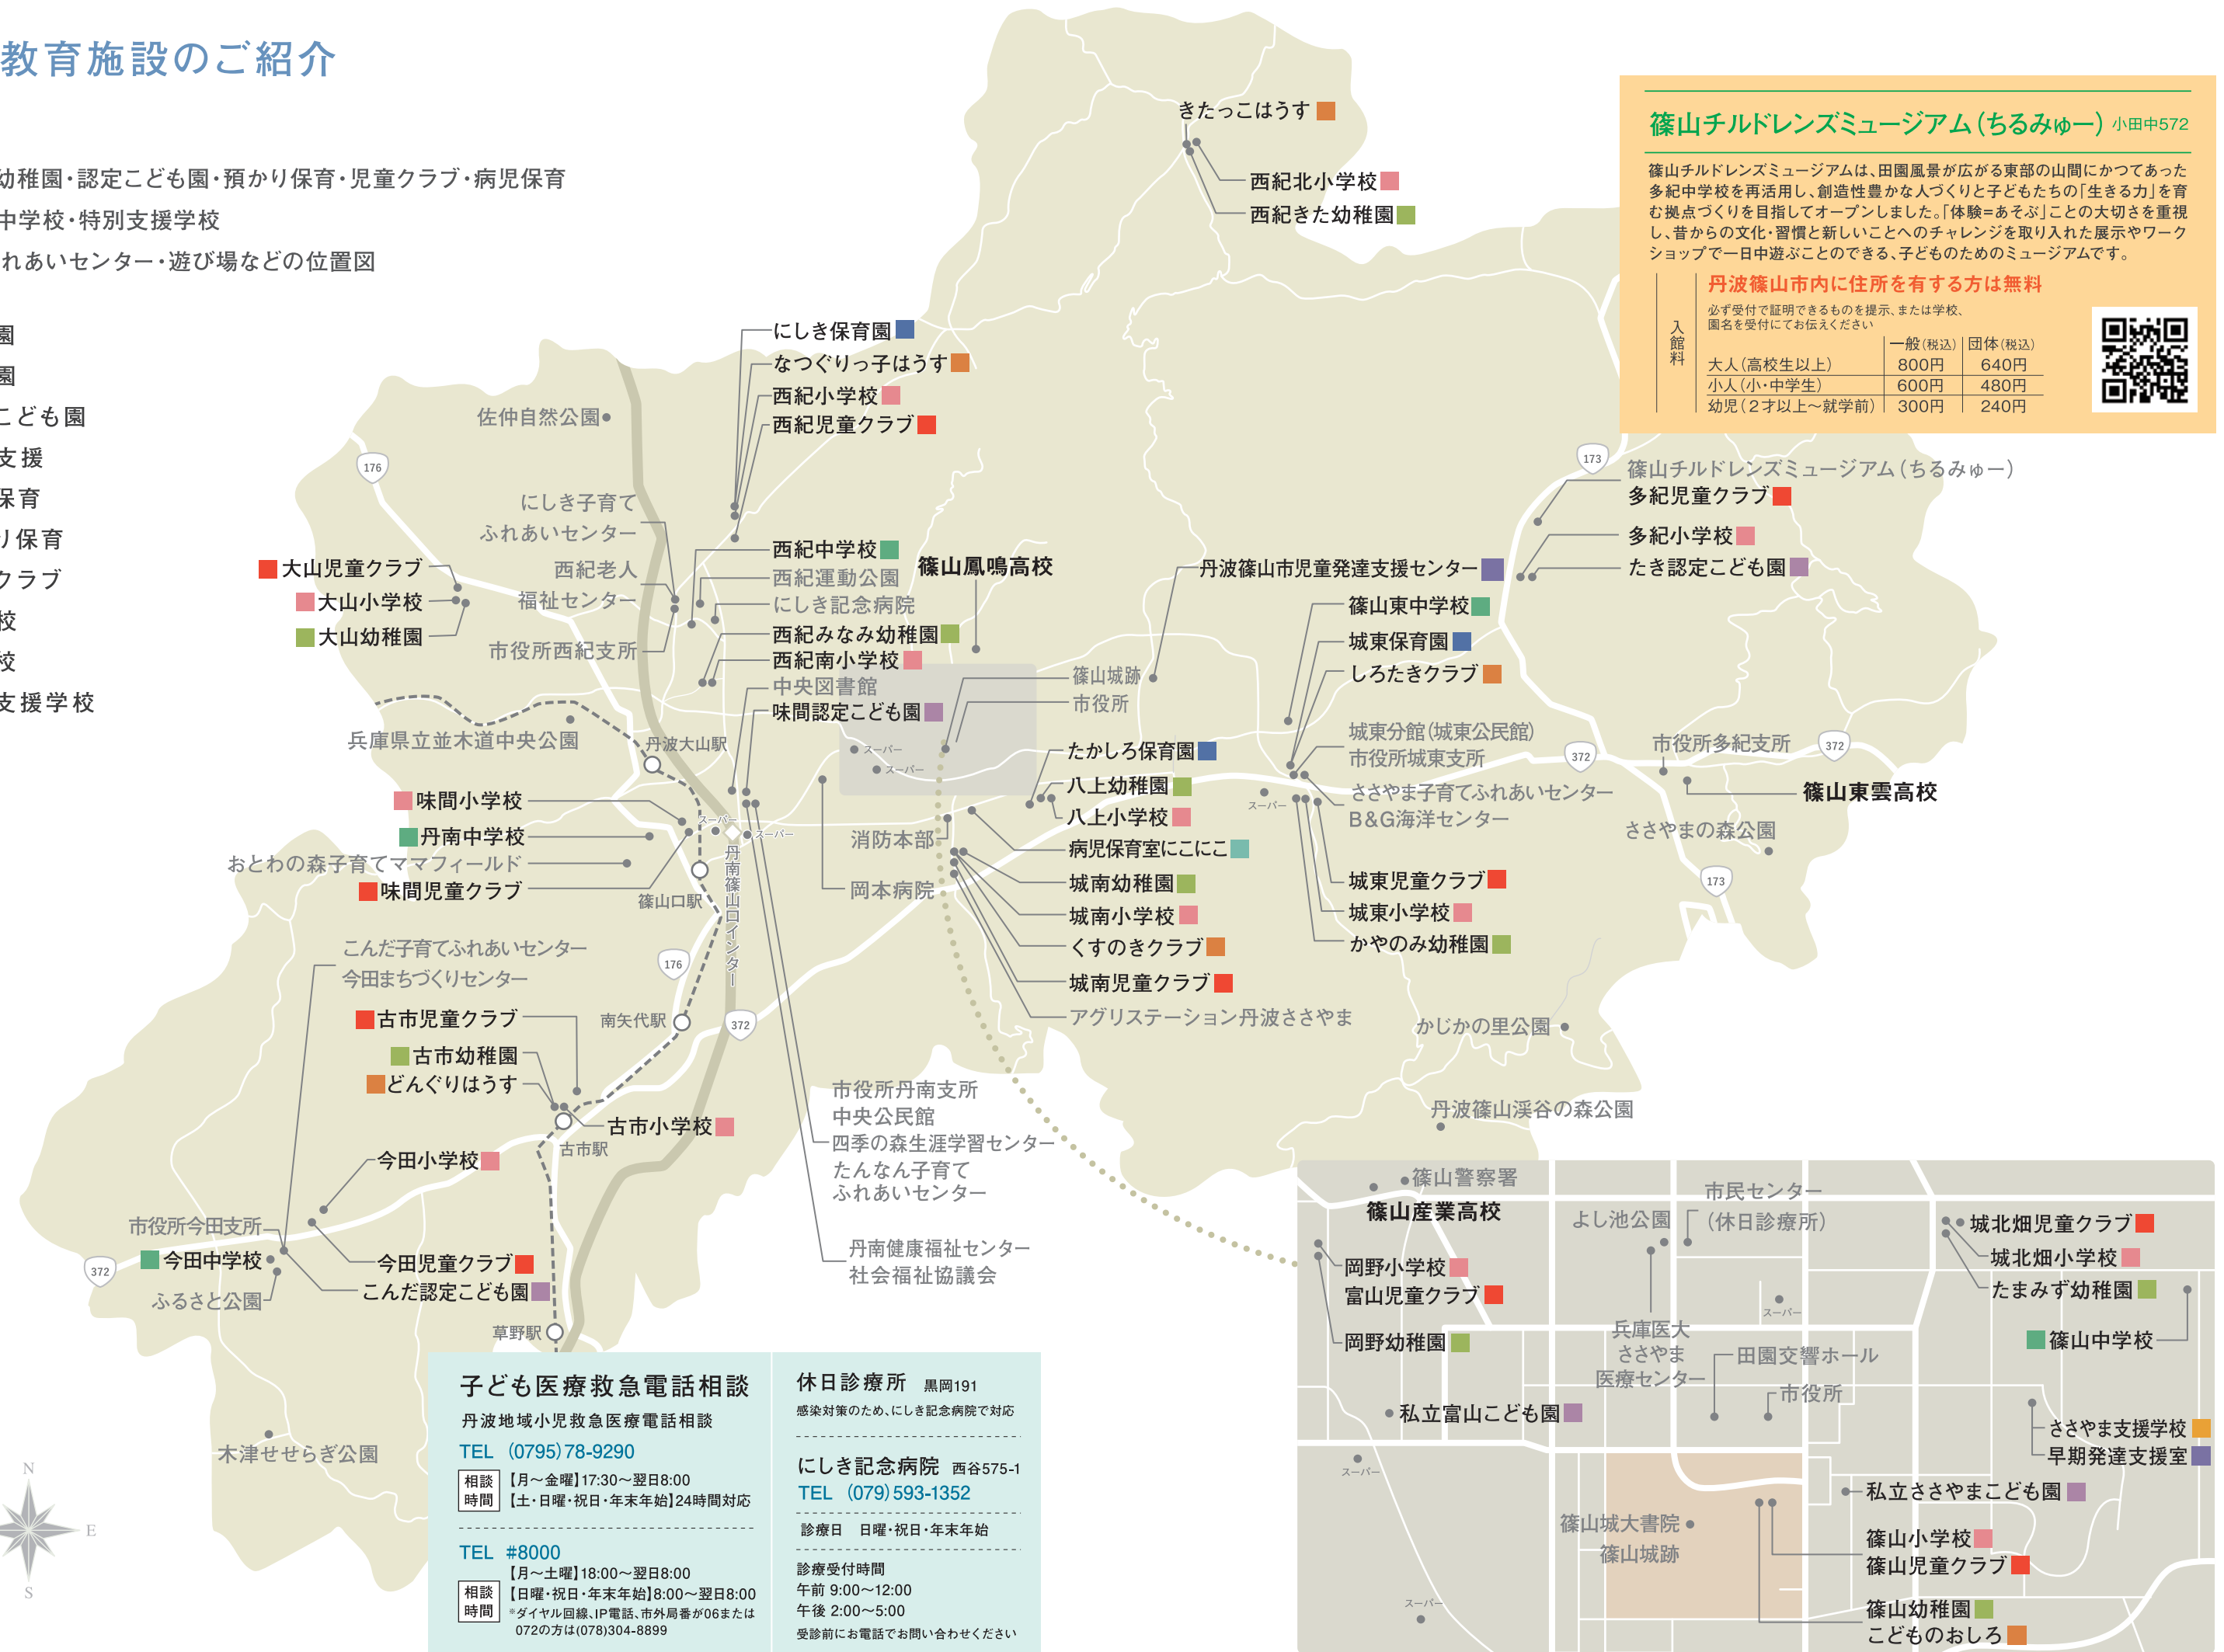 教育施設のご紹介
幼稚園・認定こども園・預かり保育・児童クラブ・病児保育
中学校・特別支援学校
れあいセンター・遊び場などの位置図
園
園
こども園
支援
保育
り保育
クラブ
校
校
支援学校
篠山チルドレンズミュージアム(ちるみゅー) 小田中572
篠山チルドレンズミュージアムは、田園風景が広がる東部の山間にかつてあった
多紀中学校を再活用し、創造性豊かな人づくりと子どもたちの「生きる力」を育
む拠点づくりを目指してオープンしました。「体験=あそぶ」ことの大切さを重視
し、昔からの文化・習慣と新しいことへのチャレンジを取り入れた展示やワーク
ショップで一日中遊ぶことのできる、子どものためのミュージアムです。
入館料
丹波篠山市内に住所を有する方は無料
必ず受付で証明できるものを提示、または学校、
園名を受付にてお伝えください
一般(税込) 団体(税込)
大人(高校生以上) 800円 640円
小人(小・中学生) 600円 480円
幼児(2才以上〜就学前) 300円 240円
きたっこはうす
西紀北小学校
西紀きた幼稚園
にしき保育園
なつぐりっ子はうす
西紀小学校
西紀児童クラブ
佐仲自然公園
176
にしき子育て
ふれあいセンター
西紀老人
福祉センター
市役所西紀支所
大山児童クラブ
大山小学校
大山幼稚園
西紀中学校
西紀運動公園
にしき記念病院
西紀みなみ幼稚園
西紀南小学校
中央図書館
味間認定こども園
篠山鳳鳴高校
篠山城跡
市役所
スーパー
スーパー
丹波篠山市児童発達支援センター
篠山東中学校
城東保育園
しろたきクラブ
城東分館(城東公民館)
市役所城東支所
ささやま子育てふれあいセンター
B&G海洋センター
スーパー
城東児童クラブ
城東小学校
かやのみ幼稚園
173
篠山チルドレンズミュージアム(ちるみゅー)
多紀児童クラブ
多紀小学校
たき認定こども園
372
市役所多紀支所
372
篠山東雲高校
ささやまの森公園
173
兵庫県立並木道中央公園
丹波大山駅
味間小学校
丹南中学校
おとわの森子育てママフィールド
味間児童クラブ
スーパー
スーパー
篠山口駅
丹南篠山口インター
消防本部
岡本病院
たかしろ保育園
八上幼稚園
八上小学校
病児保育室にこにこ
城南幼稚園
城南小学校
くすのきクラブ
城南児童クラブ
アグリステーション丹波ささやま
かじかの里公園
丹波篠山渓谷の森公園
こんだ子育てふれあいセンター
今田まちづくりセンター
176
南矢代駅
372
古市児童クラブ
古市幼稚園
どんぐりはうす
古市小学校
古市駅
今田小学校
市役所今田支所
今田中学校
372
ふるさと公園
今田児童クラブ
こんだ認定こども園
草野駅
木津せせらぎ公園
N
E
S
市役所丹南支所
中央公民館
四季の森生涯学習センター
たんなん子育て
ふれあいセンター
丹南健康福祉センター
社会福祉協議会
子ども医療救急電話相談
丹波地域小児救急医療電話相談
TEL (0795)78-9290
相談時間
【月〜金曜】17:30〜翌日8:00
【土・日曜・祝日・年末年始】24時間対応
TEL #8000
相談時間
【月〜土曜】18:00〜翌日8:00
【日曜・祝日・年末年始】8:00〜翌日8:00
※ダイヤル回線、IP電話、市外局番が06または
072の方は(078)304-8899
休日診療所 黒岡191
感染対策のため、にしき記念病院で対応
にしき記念病院 西谷575-1
TEL (079)593-1352
診療日 日曜・祝日・年末年始
診療受付時間
午前 9:00〜12:00
午後 2:00〜5:00
受診前にお電話でお問い合わせください
篠山警察署
篠山産業高校
岡野小学校
富山児童クラブ
岡野幼稚園
よし池公園
市民センター
(休日診療所)
スーパー
兵庫医大
ささやま
医療センター
田園交響ホール
市役所
私立富山こども園
スーパー
城北畑児童クラブ
城北畑小学校
たまみず幼稚園
篠山中学校
ささやま支援学校
早期発達支援室
私立ささやまこども園
篠山城大書院
篠山城跡
篠山小学校
篠山児童クラブ
スーパー
篠山幼稚園
こどものおしろ